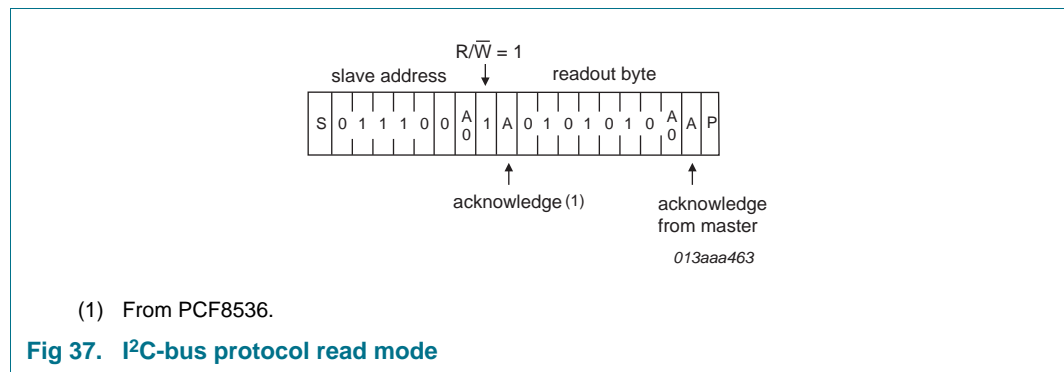 R/W̅ = 1
slave address readout byte
S 0 1 1 1 0 0 A0 1 A 0 1 0 1 0 1 0 A0 A P
acknowledge (1) acknowledge
from master
013aaa463
(1) From PCF8536.
Fig 37. I²C-bus protocol read mode